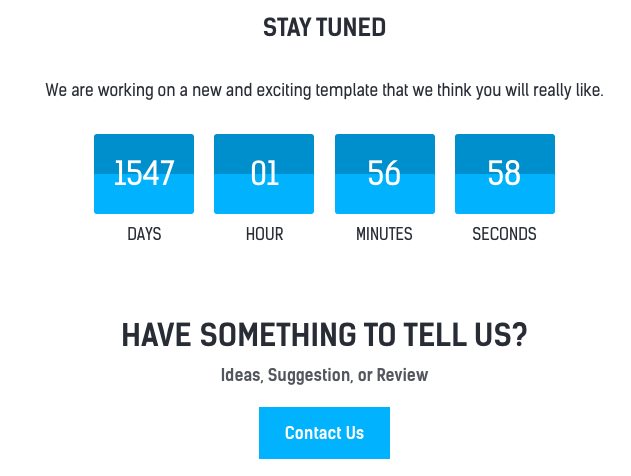 STAY TUNED
We are working on a new and exciting template that we think you will really like.
1547 01 56 58
DAYS HOUR MINUTES SECONDS
HAVE SOMETHING TO TELL US?
Ideas, Suggestion, or Review
Contact Us